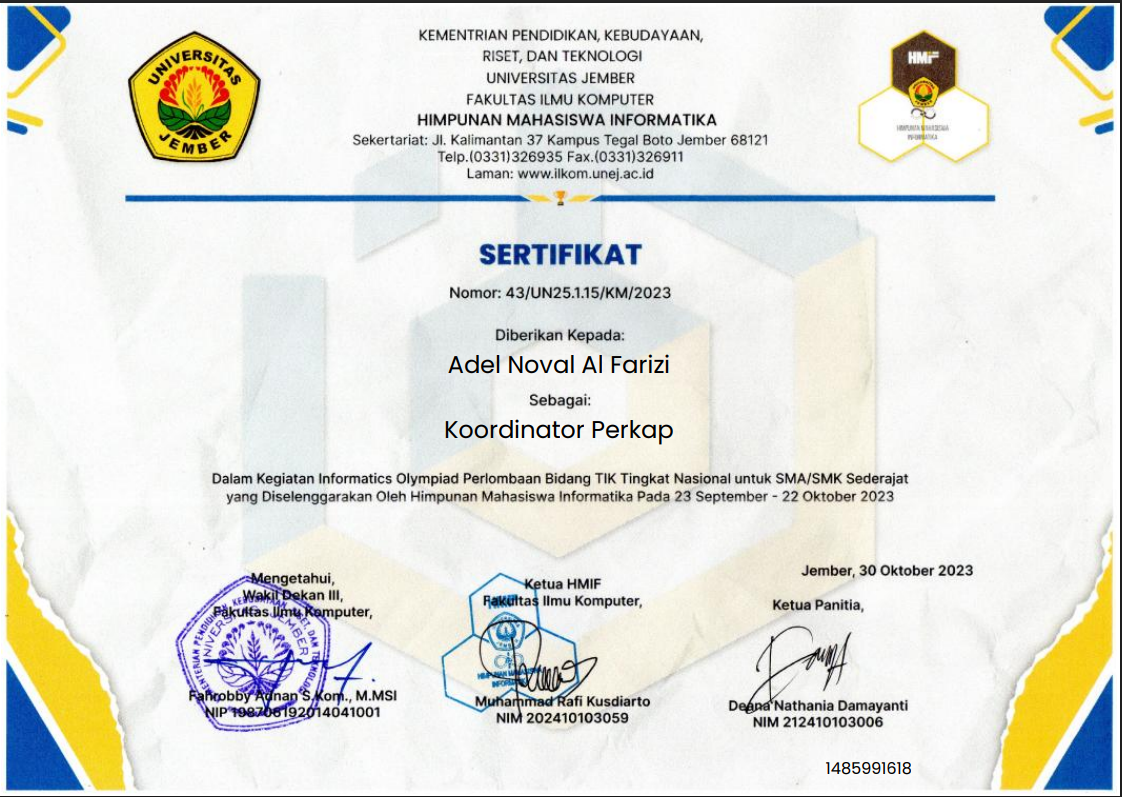 UNIVERSITAS
JEMBER
KEMENTRIAN PENDIDIKAN, KEBUDAYAAN,
RISET, DAN TEKNOLOGI
UNIVERSITAS JEMBER
FAKULTAS ILMU KOMPUTER
HIMPUNAN MAHASISWA INFORMATIKA
Sekertariat: Jl. Kalimantan 37 Kampus Tegal Boto Jember 68121
Telp.(0331)326935 Fax.(0331)326911
Laman: www.ilkom.unej.ac.id
HMIF
HIMPUNAN MAHASISWA
INFORMATIKA
SERTIFIKAT
Nomor: 43/UN25.1.15/KM/2023
Diberikan Kepada:
Adel Noval Al Farizi
Sebagai:
Koordinator Perkap
Dalam Kegiatan Informatics Olympiad Perlombaan Bidang TIK Tingkat Nasional untuk SMA/SMK Sederajat
yang Diselenggarakan Oleh Himpunan Mahasiswa Informatika Pada 23 September - 22 Oktober 2023
Mengetahui,
Wakil Dekan III,
Fakultas Ilmu Komputer,
UNIVERSITAS JEMBER
Fahrobby Adnan S.Kom., M.MSI
NIP 198706192014041001
Ketua HMIF
Fakultas Ilmu Komputer,
HIMPUNAN MAHASISWA
INFORMATIKA
Muhammad Rafi Kusdiarto
NIM 202410103059
Jember, 30 Oktober 2023
Ketua Panitia,
Deana Nathania Damayanti
NIM 212410103006
1485991618